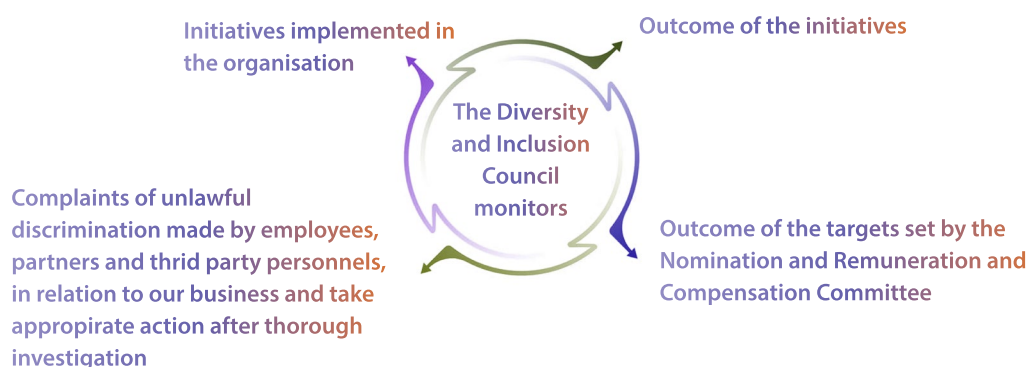 Initiatives implemented in
the organisation
Outcome of the initiatives
The Diversity
and Inclusion
Council
monitors
Complaints of unlawful
discrimination made by employees,
partners and thrid party personnels,
in relation to our business and take
appropirate action after thorough
investigation
Outcome of the targets set by the
Nomination and Remuneration and
Compensation Committee